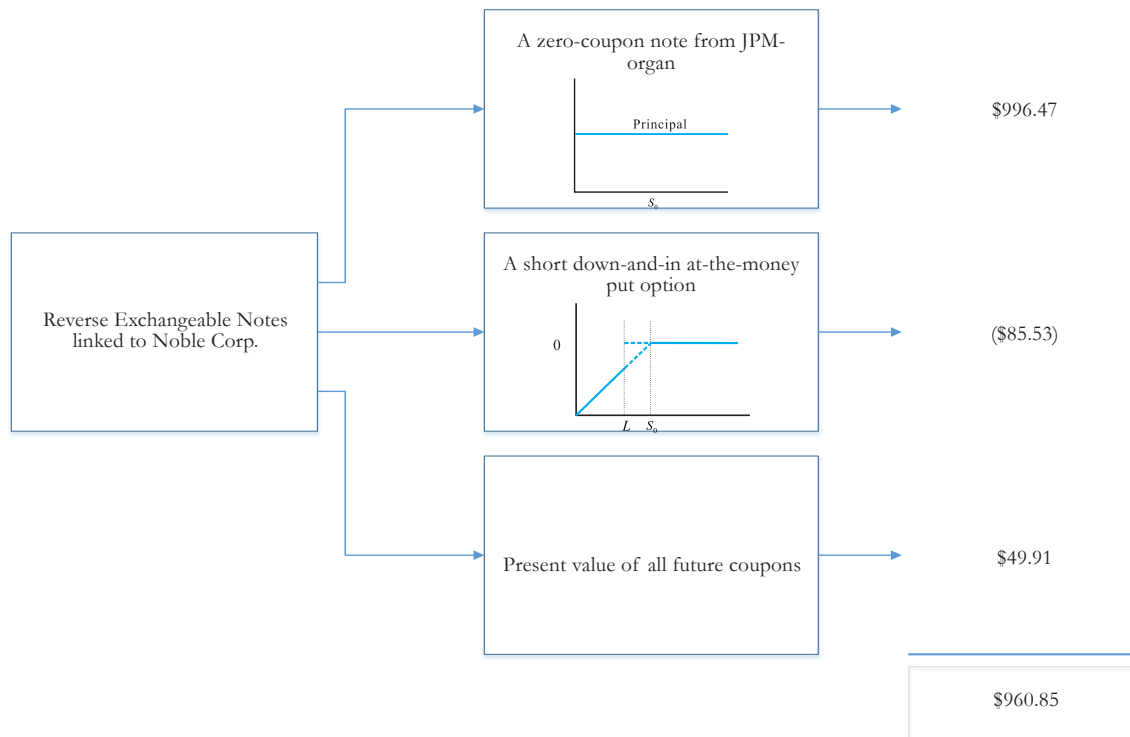 A zero-coupon note from JPM-
organ
Principal
S₀
$996.47
Reverse Exchangeable Notes
linked to Noble Corp.
A short down-and-in at-the-money
put option
0
L S₀
($85.53)
Present value of all future coupons
$49.91
$960.85